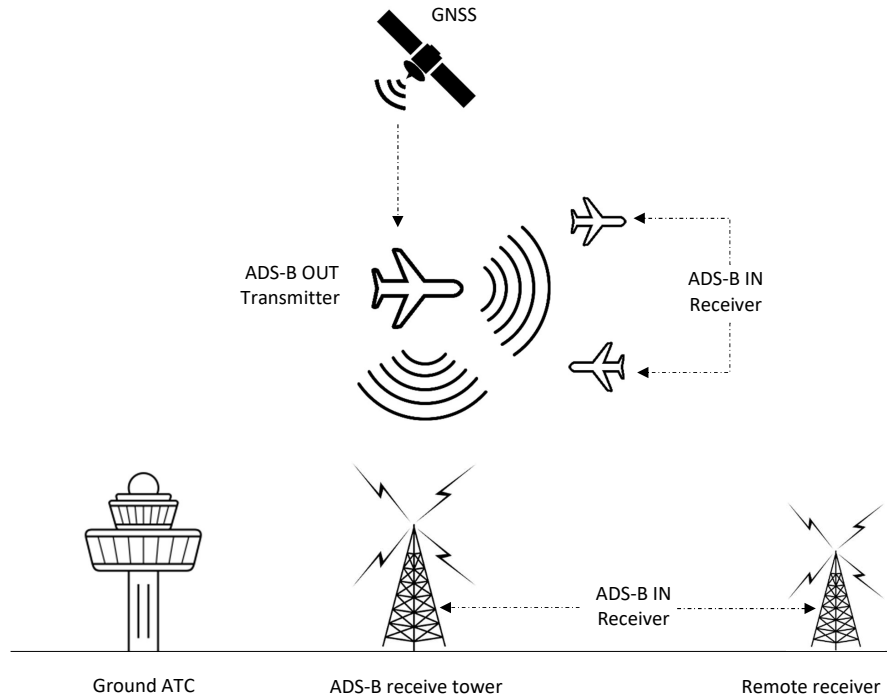 GNSS
ADS-B OUT
Transmitter
ADS-B IN
Receiver
ADS-B IN
Receiver
Ground ATC
ADS-B receive tower
Remote receiver